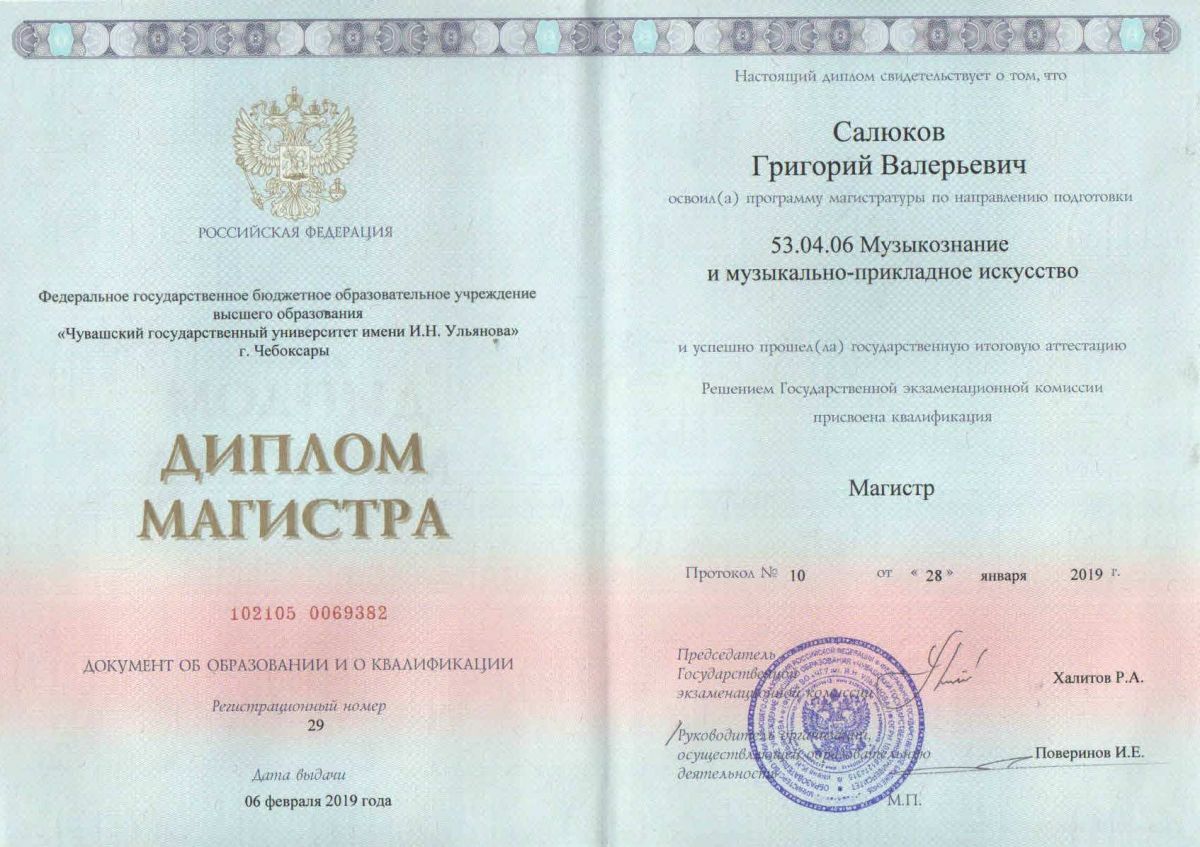 РОССИЙСКАЯ ФЕДЕРАЦИЯ
Федеральное государственное бюджетное образовательное учреждение
высшего образования
«Чувашский государственный университет имени И.Н. Ульянова»
г. Чебоксары
ДИПЛОМ
МАГИСТРА
102105 0069382
ДОКУМЕНТ ОБ ОБРАЗОВАНИИ И О КВАЛИФИКАЦИИ
Регистрационный номер
29
Дата выдачи
06 февраля 2019 года
Настоящий диплом свидетельствует о том, что
Салюков
Григорий Валерьевич
освоил(а) программу магистратуры по направлению подготовки
53.04.06 Музыкознание
и музыкально-прикладное искусство
и успешно прошел(ла) государственную итоговую аттестацию
Решением Государственной экзаменационной комиссии
присвоена квалификация
Магистр
Протокол № 10 от « 28 » января 2019 г.
Председатель
Государственной
экзаменационной комиссии
Халитов Р.А.
Руководитель организации,
осуществляющей образовательную
деятельность
Поверинов И.Е.
М.П.